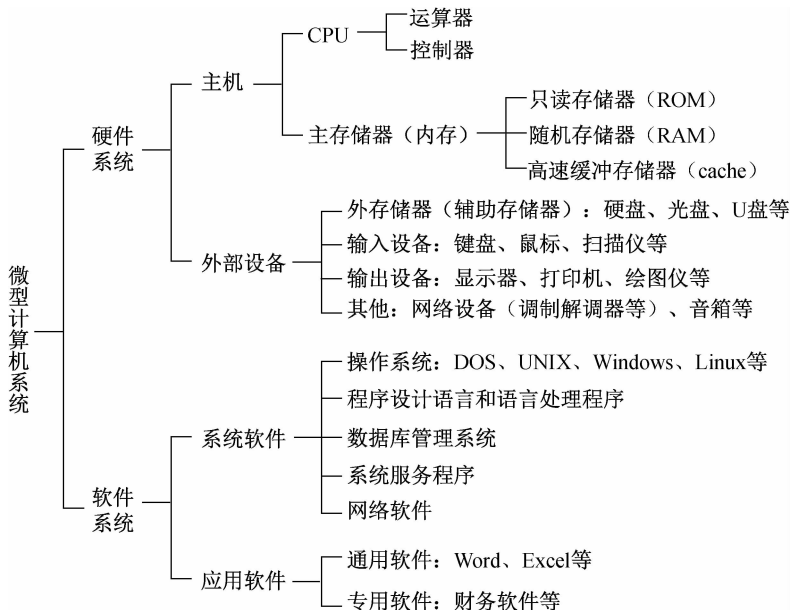 微型计算机系统
硬件
系统
主机
CPU
运算器
控制器
主存储器（内存）
只读存储器（ROM）
随机存储器（RAM）
高速缓冲存储器（cache）
外部设备
外存储器（辅助存储器）：硬盘、光盘、U盘等
输入设备：键盘、鼠标、扫描仪等
输出设备：显示器、打印机、绘图仪等
其他：网络设备（调制解调器等）、音箱等
软件
系统
系统软件
操作系统：DOS、UNIX、Windows、Linux等
程序设计语言和语言处理程序
数据库管理系统
系统服务程序
网络软件
应用软件
通用软件：Word、Excel等
专用软件：财务软件等